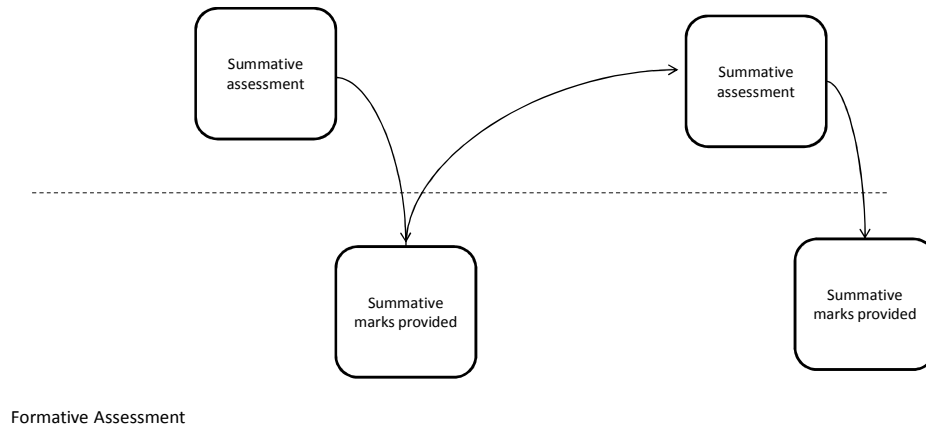 Summative
assessment
Summative
assessment
Summative
marks provided
Summative
marks provided
Formative Assessment